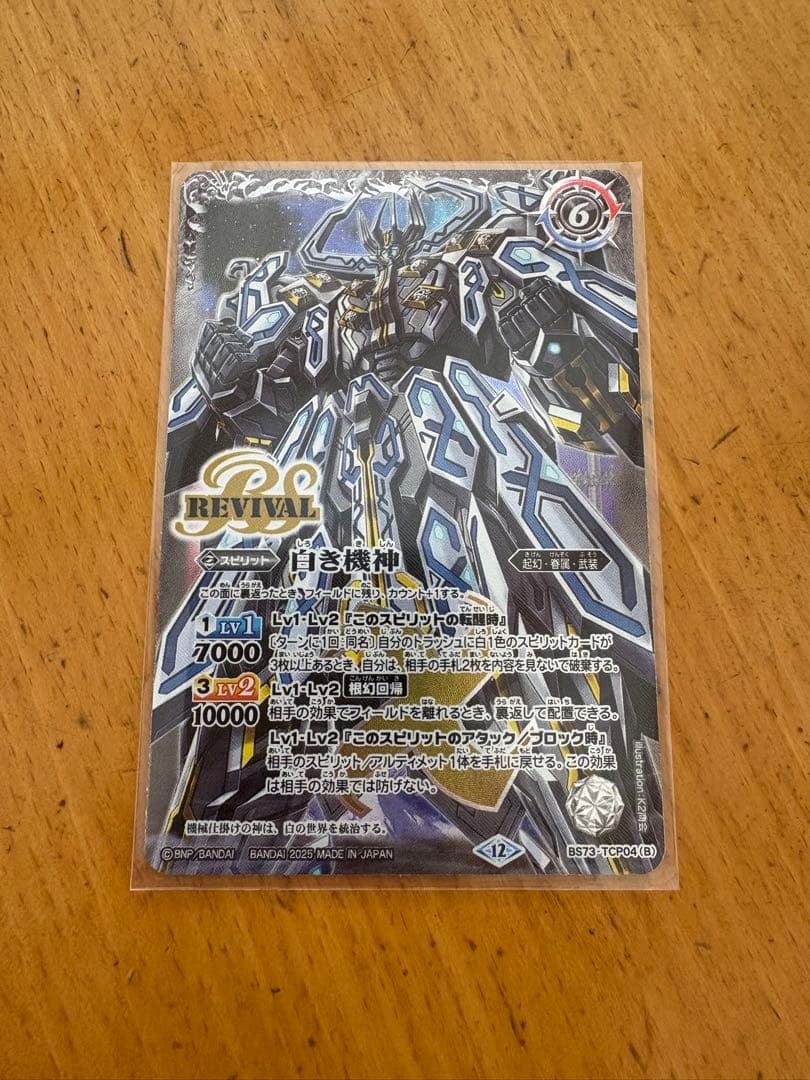 6
BS
REVIVAL
スピリット
白き機神
起幻・眷属・武装
この面に裏返ったとき、フィールドに残り、カウント+1する。
1 LV1 7000
Lv1・Lv2『このスピリットの転醒時』
〔ターンに1回:同名〕自分のトラッシュに白1色のスピリットカードが
3枚以上あるとき、自分は、相手の手札2枚を内容を見ないで破棄する。
3 LV2 10000
Lv1・Lv2 根幻回帰
相手の効果でフィールドを離れるとき、裏返して配置できる。
Lv1・Lv2『このスピリットのアタック/ブロック時』
相手のスピリット/アルティメット1体を手札に戻せる。この効果
は相手の効果では防げない。
機械仕掛けの神は、白の世界を統治する。
©BNP/BANDAI BANDAI 2025 MADE IN JAPAN
12
BS73-TCP04(B)